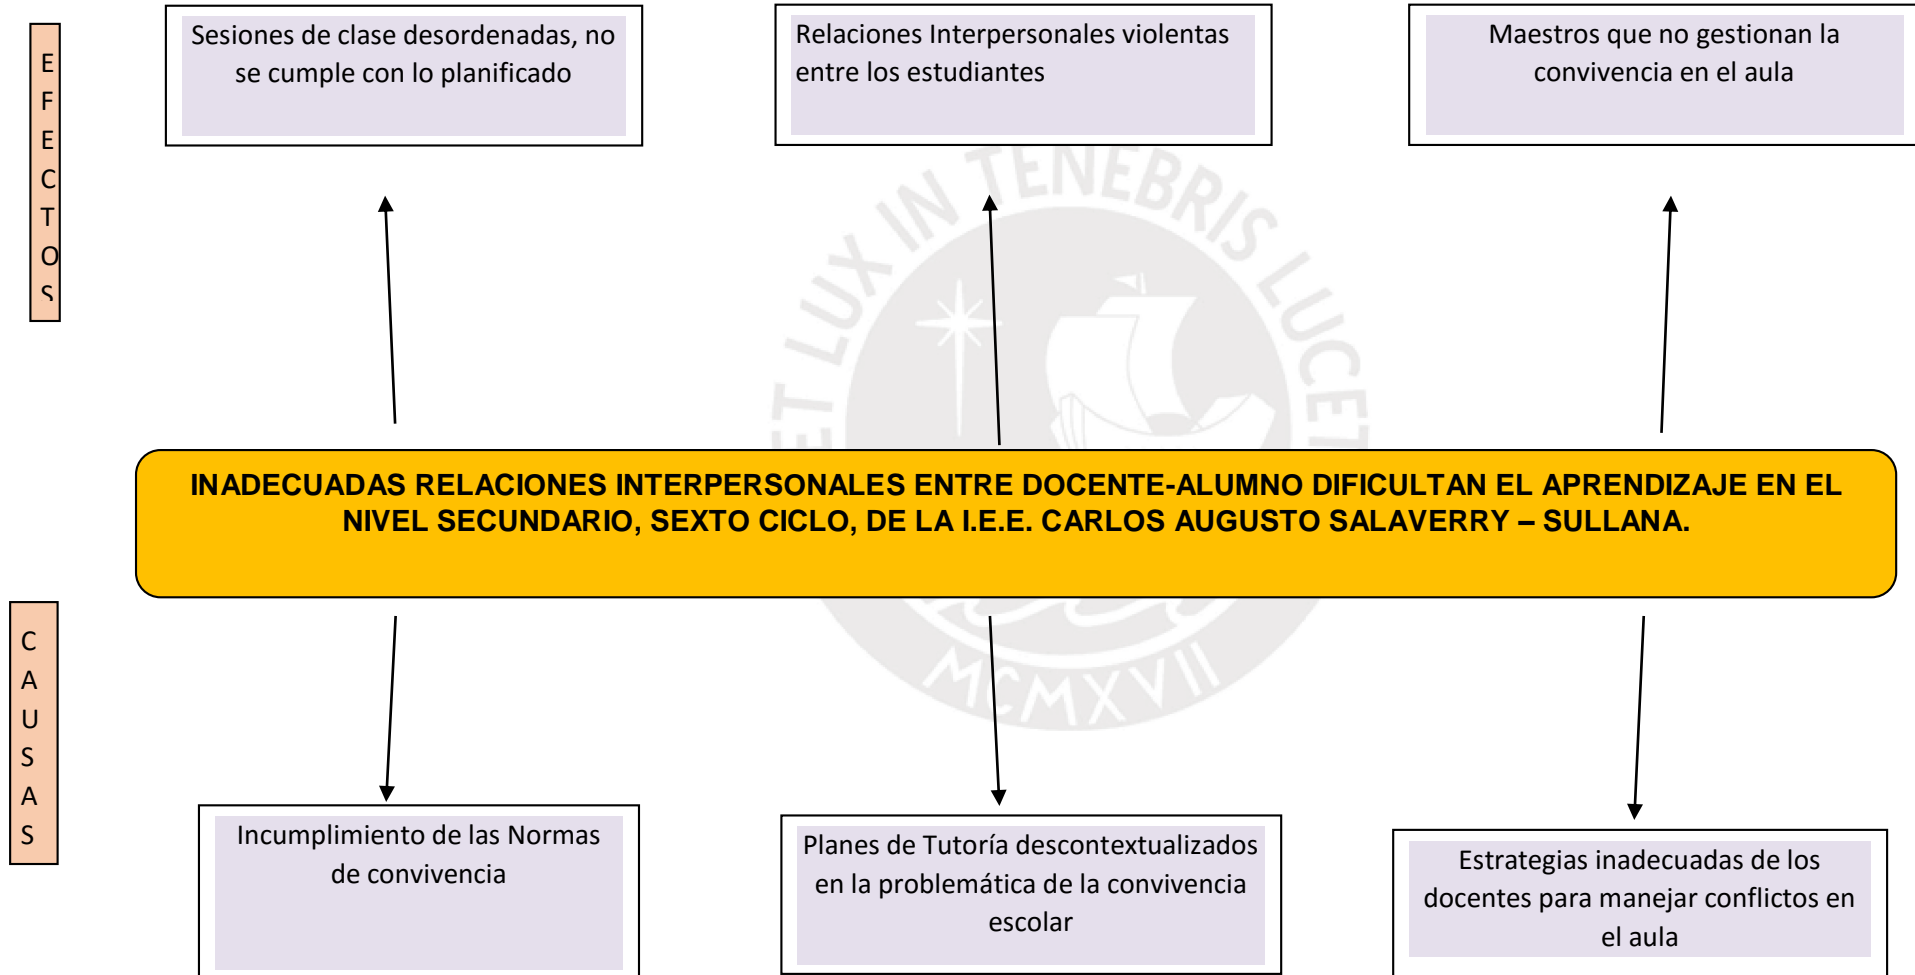 E
F
E
C
T
O
S
Sesiones de clase desordenadas, no
se cumple con lo planificado
Relaciones Interpersonales violentas
entre los estudiantes
Maestros que no gestionan la
convivencia en el aula
ET LUX IN TENEBRIS LUCET
INADECUADAS RELACIONES INTERPERSONALES ENTRE DOCENTE-ALUMNO DIFICULTAN EL APRENDIZAJE EN EL
NIVEL SECUNDARIO, SEXTO CICLO, DE LA I.E.E. CARLOS AUGUSTO SALAVERRY – SULLANA.
MCMXVII
C
A
U
S
A
S
Incumplimiento de las Normas
de convivencia
Planes de Tutoría descontextualizados
en la problemática de la convivencia
escolar
Estrategias inadecuadas de los
docentes para manejar conflictos en
el aula